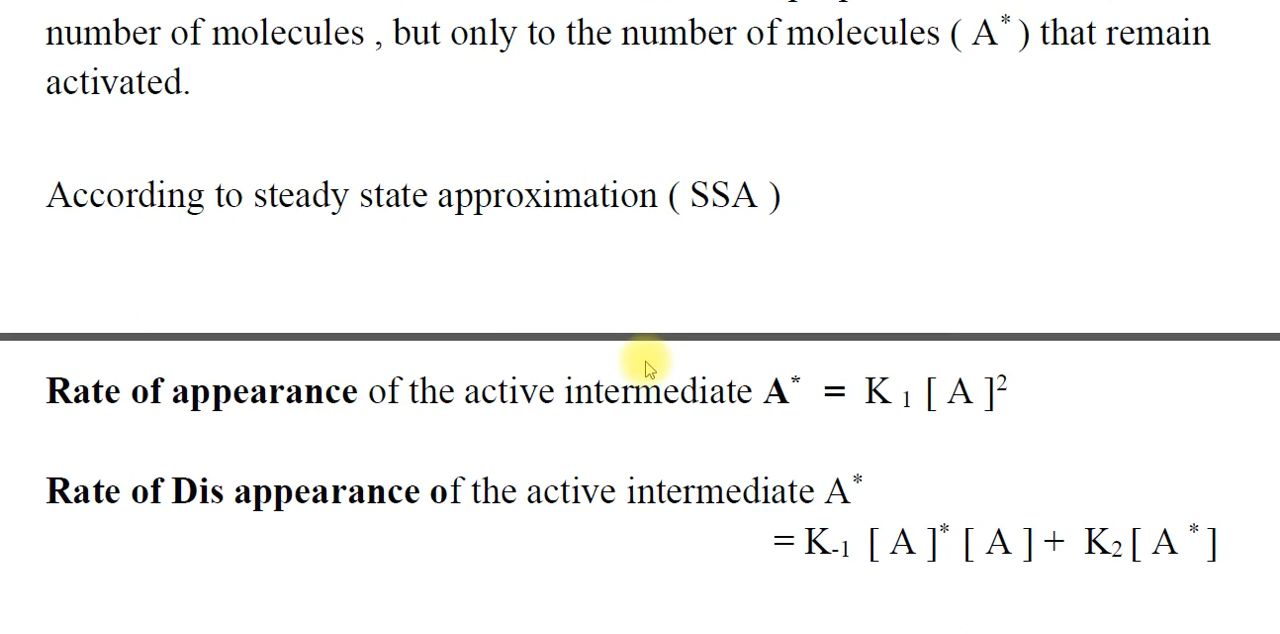 number of molecules , but only to the number of molecules ( A* ) that remain
activated.
According to steady state approximation ( SSA )
Rate of appearance of the active intermediate A* = K 1 [ A ]²
Rate of Dis appearance of the active intermediate A*
= K-1 [ A ]* [ A ] + K2 [ A * ]